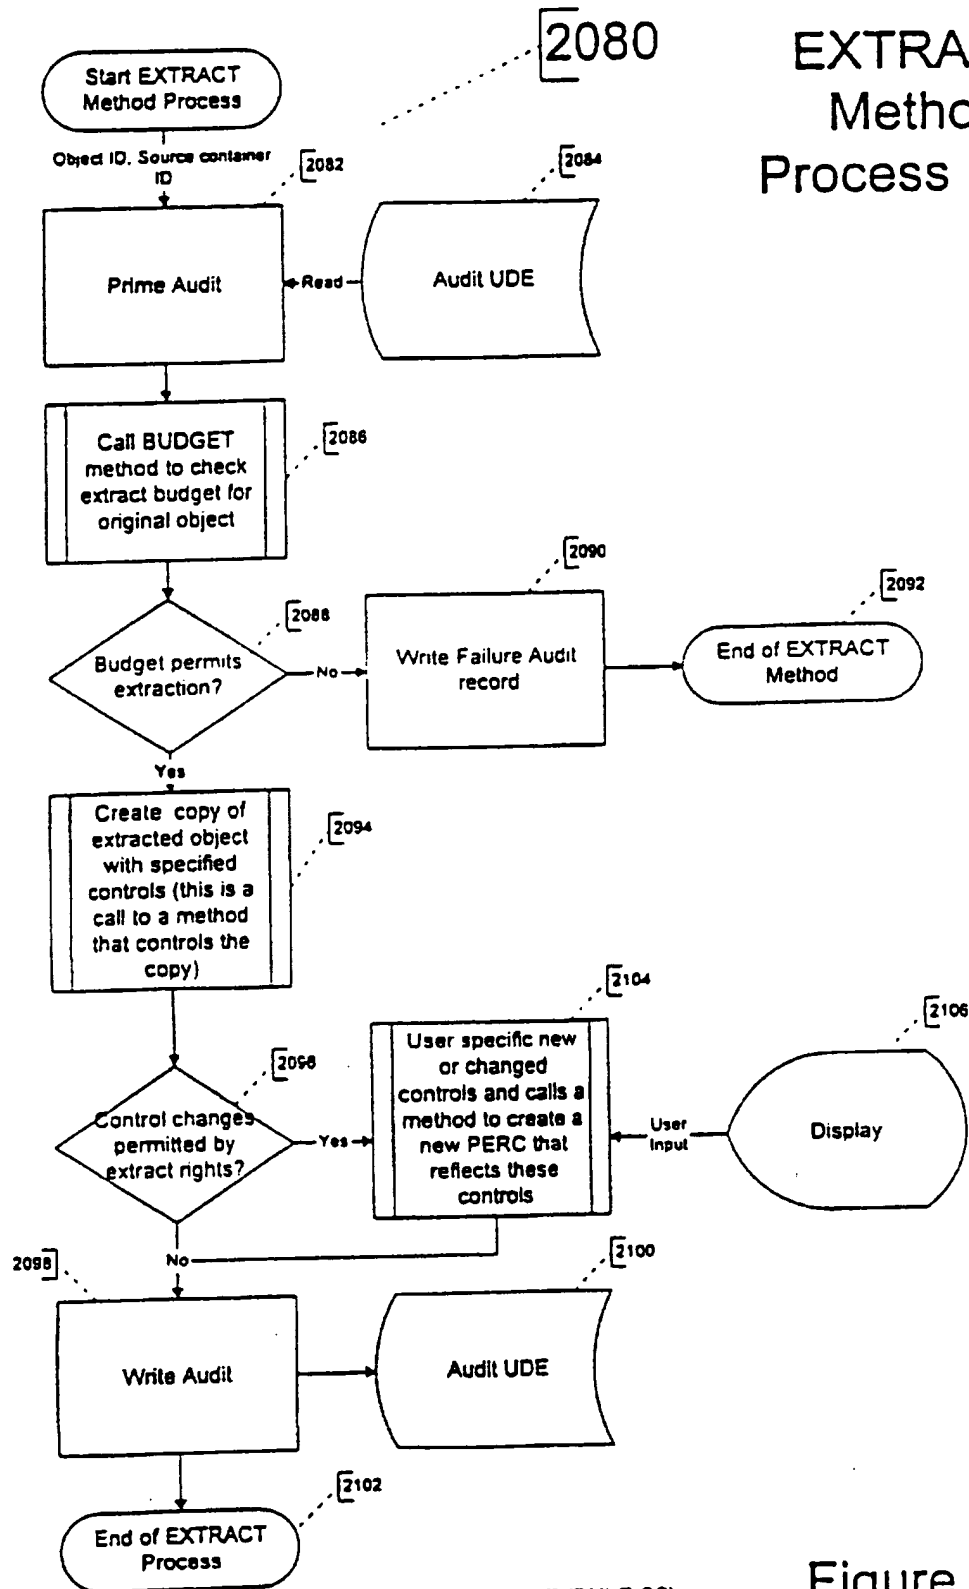 2080
EXTRA
Metho
Process
Start EXTRACT
Method Process
Object ID, Source container
ID
2082
2084
Prime Audit
Read
Audit UDE
Call BUDGET
method to check
extract budget for
original object
2086
2088
Budget permits
extraction?
No
2090
Write Failure Audit
record
2092
End of EXTRACT
Method
Yes
Create copy of
extracted object
with specified
controls (this is a
call to a method
that controls the
copy)
2094
2096
Control changes
permitted by
extract rights?
Yes
2104
User specific new
or changed
controls and calls a
method to create a
new PERC that
reflects these
controls
User
Input
2106
Display
No
2098
2100
Write Audit
Audit UDE
2102
End of EXTRACT
Process
Figure